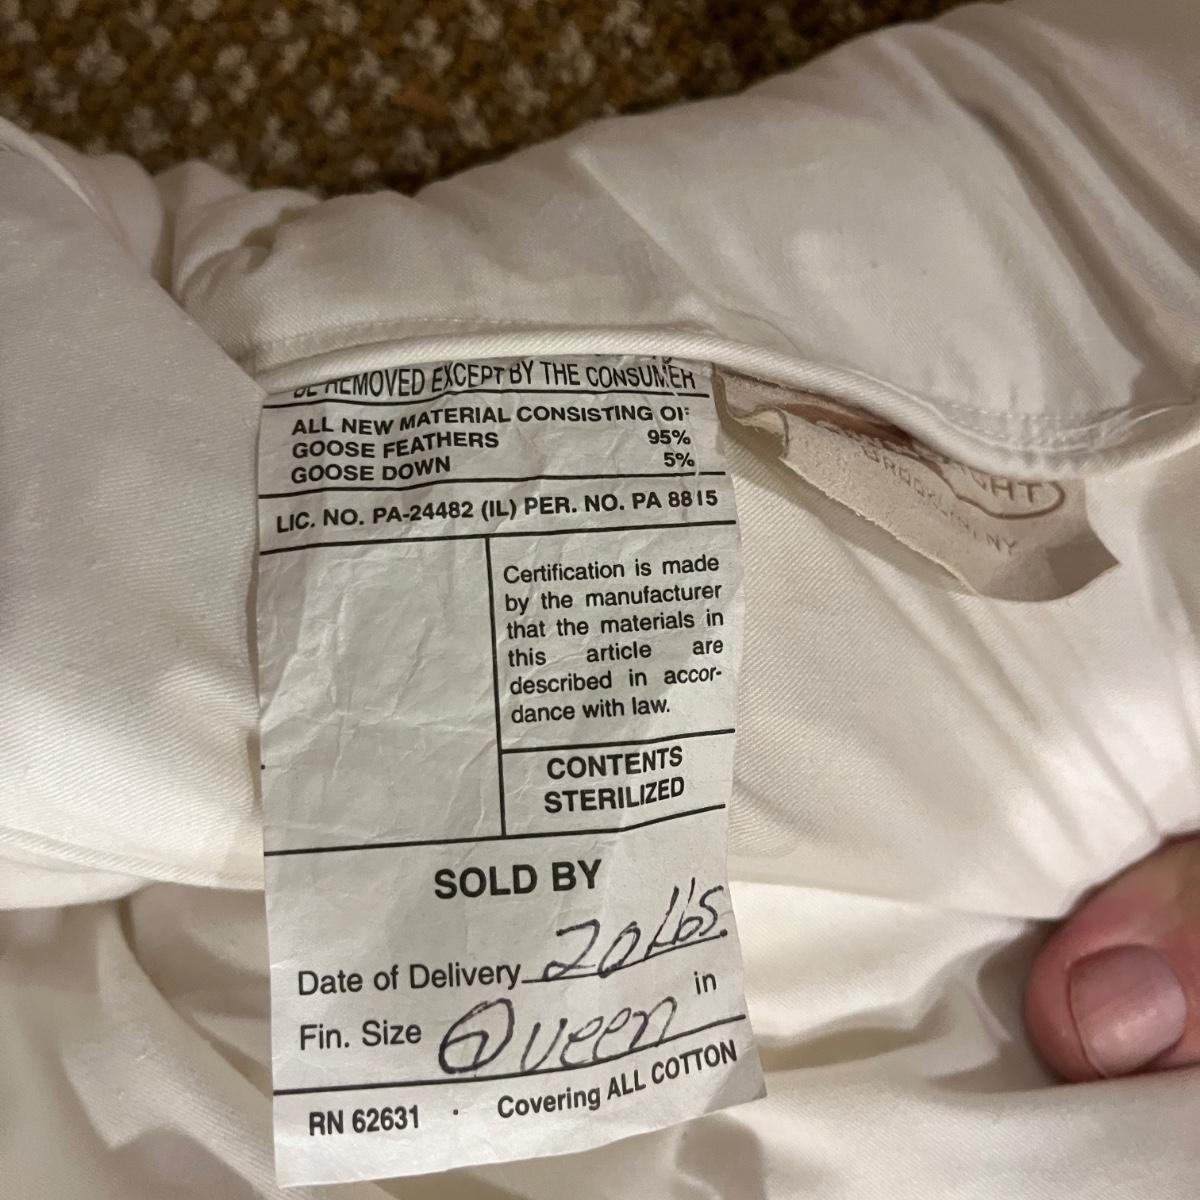 BE REMOVED EXCEPT BY THE CONSUMER
ALL NEW MATERIAL CONSISTING OF:
GOOSE FEATHERS 95%
GOOSE DOWN 5%
LIC. NO. PA-24482 (IL) PER. NO. PA 8815
Certification is made
by the manufacturer
that the materials in
this article are
described in accor-
dance with law.
CONTENTS
STERILIZED
SOLD BY
Date of Delivery 20 lbs.
Fin. Size Queen in
RN 62631 · Covering ALL COTTON
BROOKLYN, NY